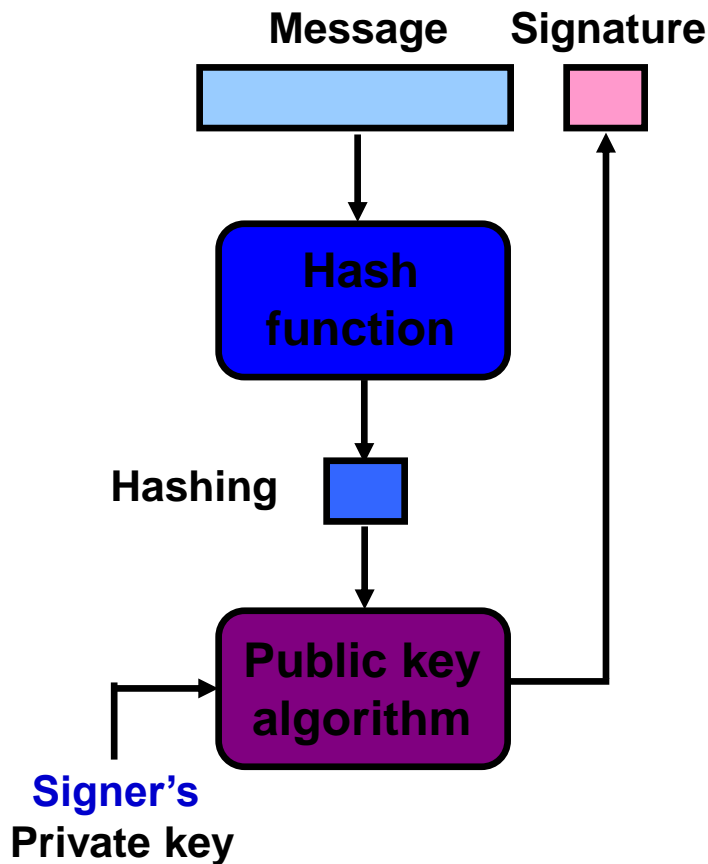 Message
Signature
Hash
function
Hashing
Public key
algorithm
Signer’s
Private key